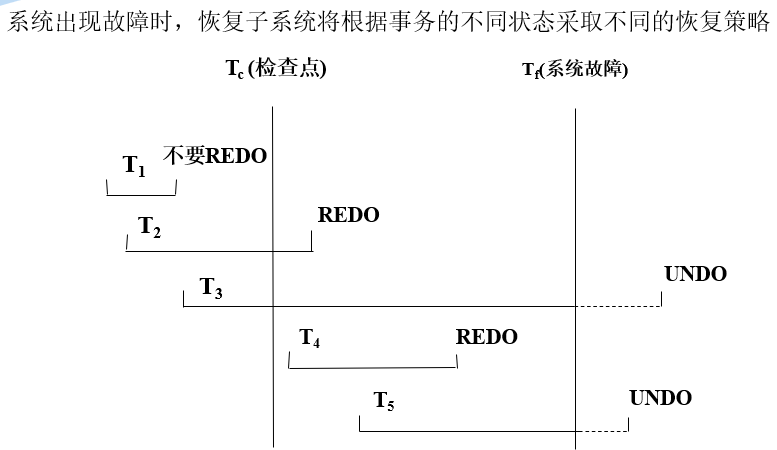 系统出现故障时，恢复子系统将根据事务的不同状态采取不同的恢复策略
Tc (检查点)
Tf(系统故障)
T1 不要REDO
T2
REDO
T3
UNDO
T4
REDO
T5
UNDO